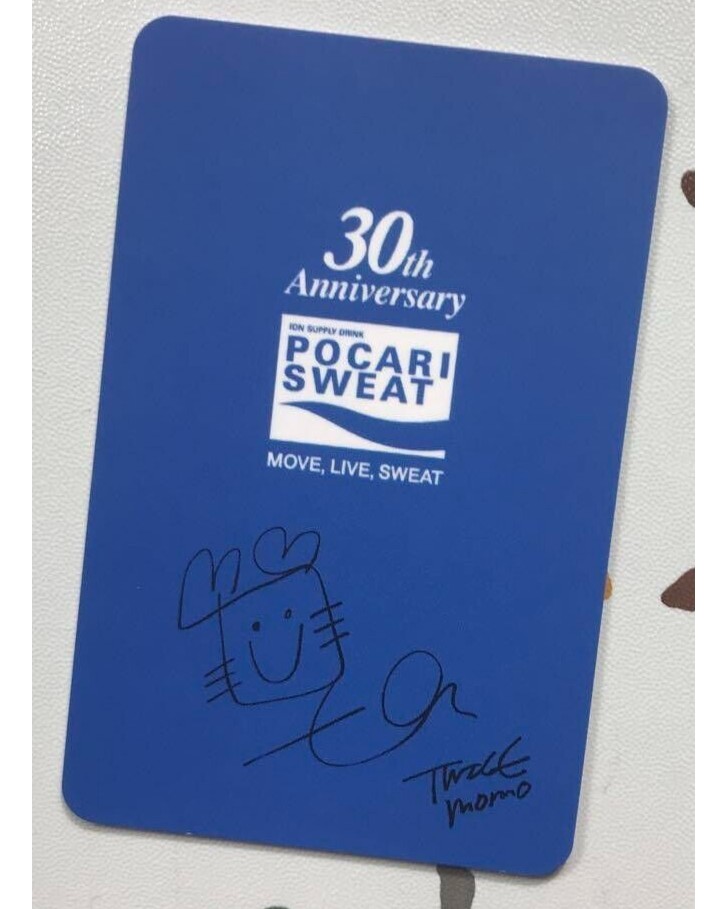 30th
Anniversary
ION SUPPLY DRINK
POCARI
SWEAT
MOVE, LIVE, SWEAT
TWICE
momo